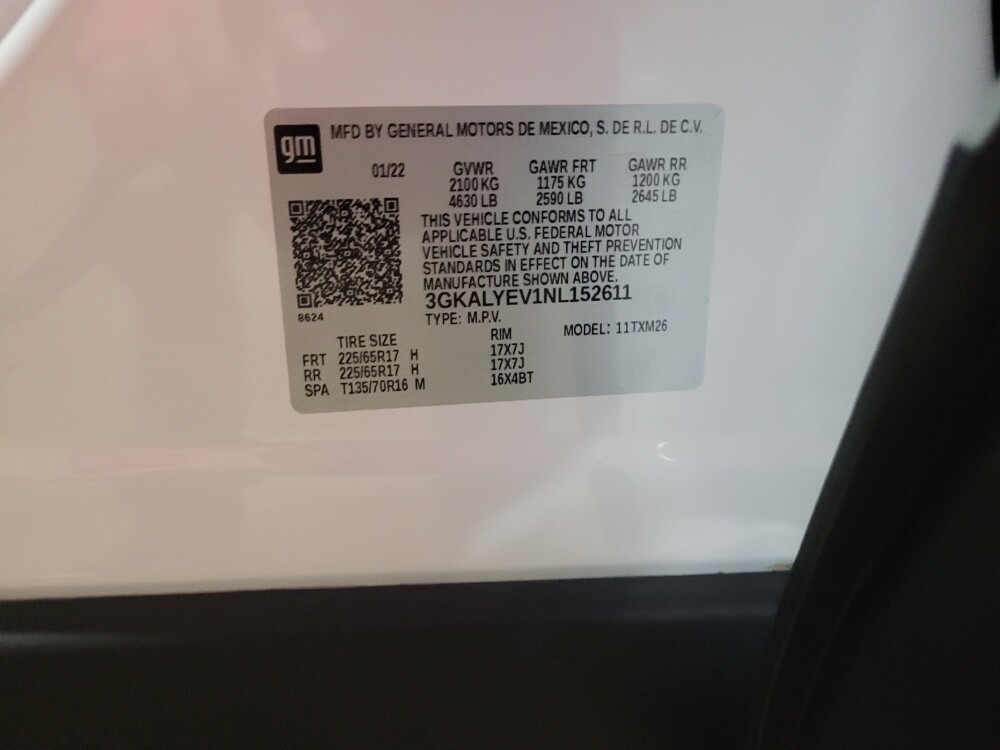 gm MFD BY GENERAL MOTORS DE MEXICO, S. DE R.L. DE C.V.
01/22 GVWR GAWR FRT GAWR RR
2100 KG 1175 KG 1200 KG
4630 LB 2590 LB 2645 LB
THIS VEHICLE CONFORMS TO ALL
APPLICABLE U.S. FEDERAL MOTOR
VEHICLE SAFETY AND THEFT PREVENTION
STANDARDS IN EFFECT ON THE DATE OF
MANUFACTURE SHOWN ABOVE.
3GKALYEV1NL152611
8624
TYPE: M.P.V. MODEL: 11TXM26
TIRE SIZE RIM
FRT 225/65R17 H 17X7J
RR 225/65R17 H 17X7J
SPA T135/70R16 M 16X4BT